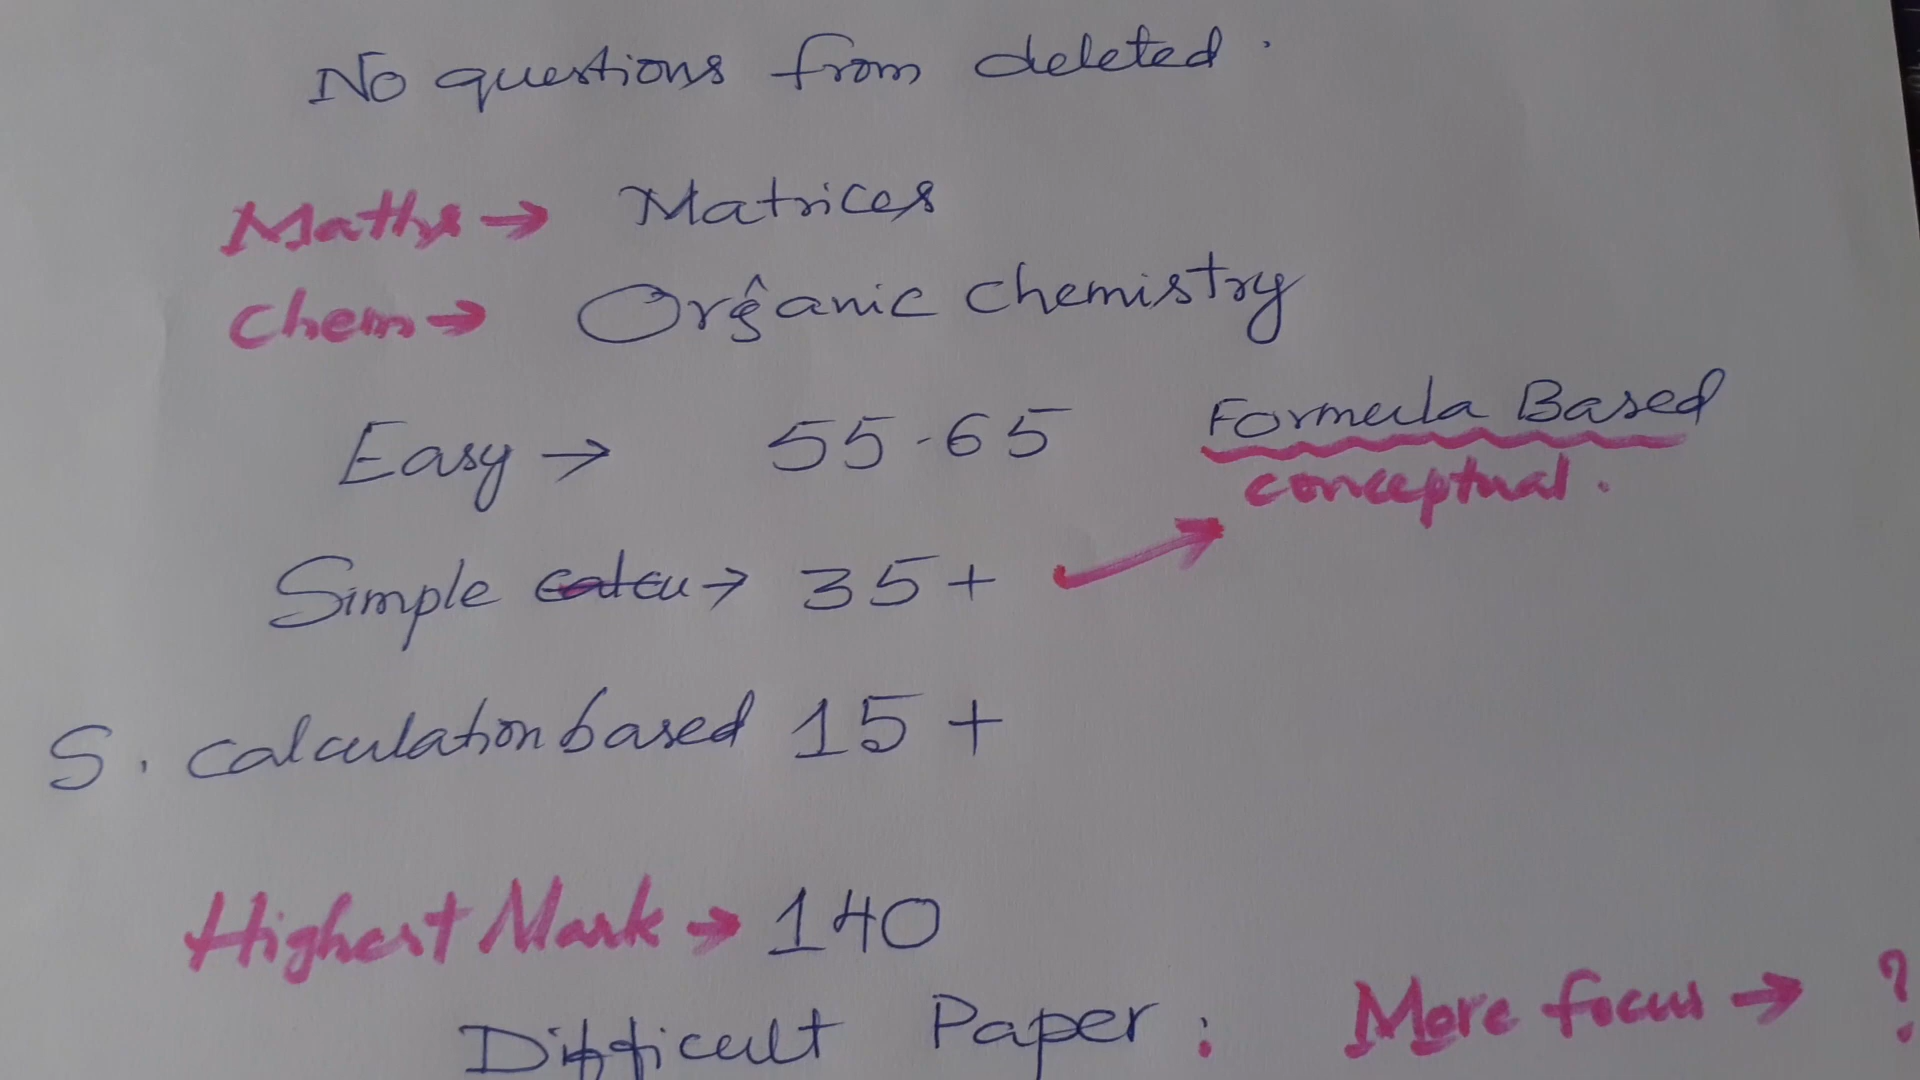 No questions from deleted.
Maths → Matrices
Chem → Organic Chemistry
Easy → 55-65 Formula Based
conceptual.
Simple calcu → 35+
S. calculation based 15+
Highest Mark → 140
Difficult Paper : More focus → ?